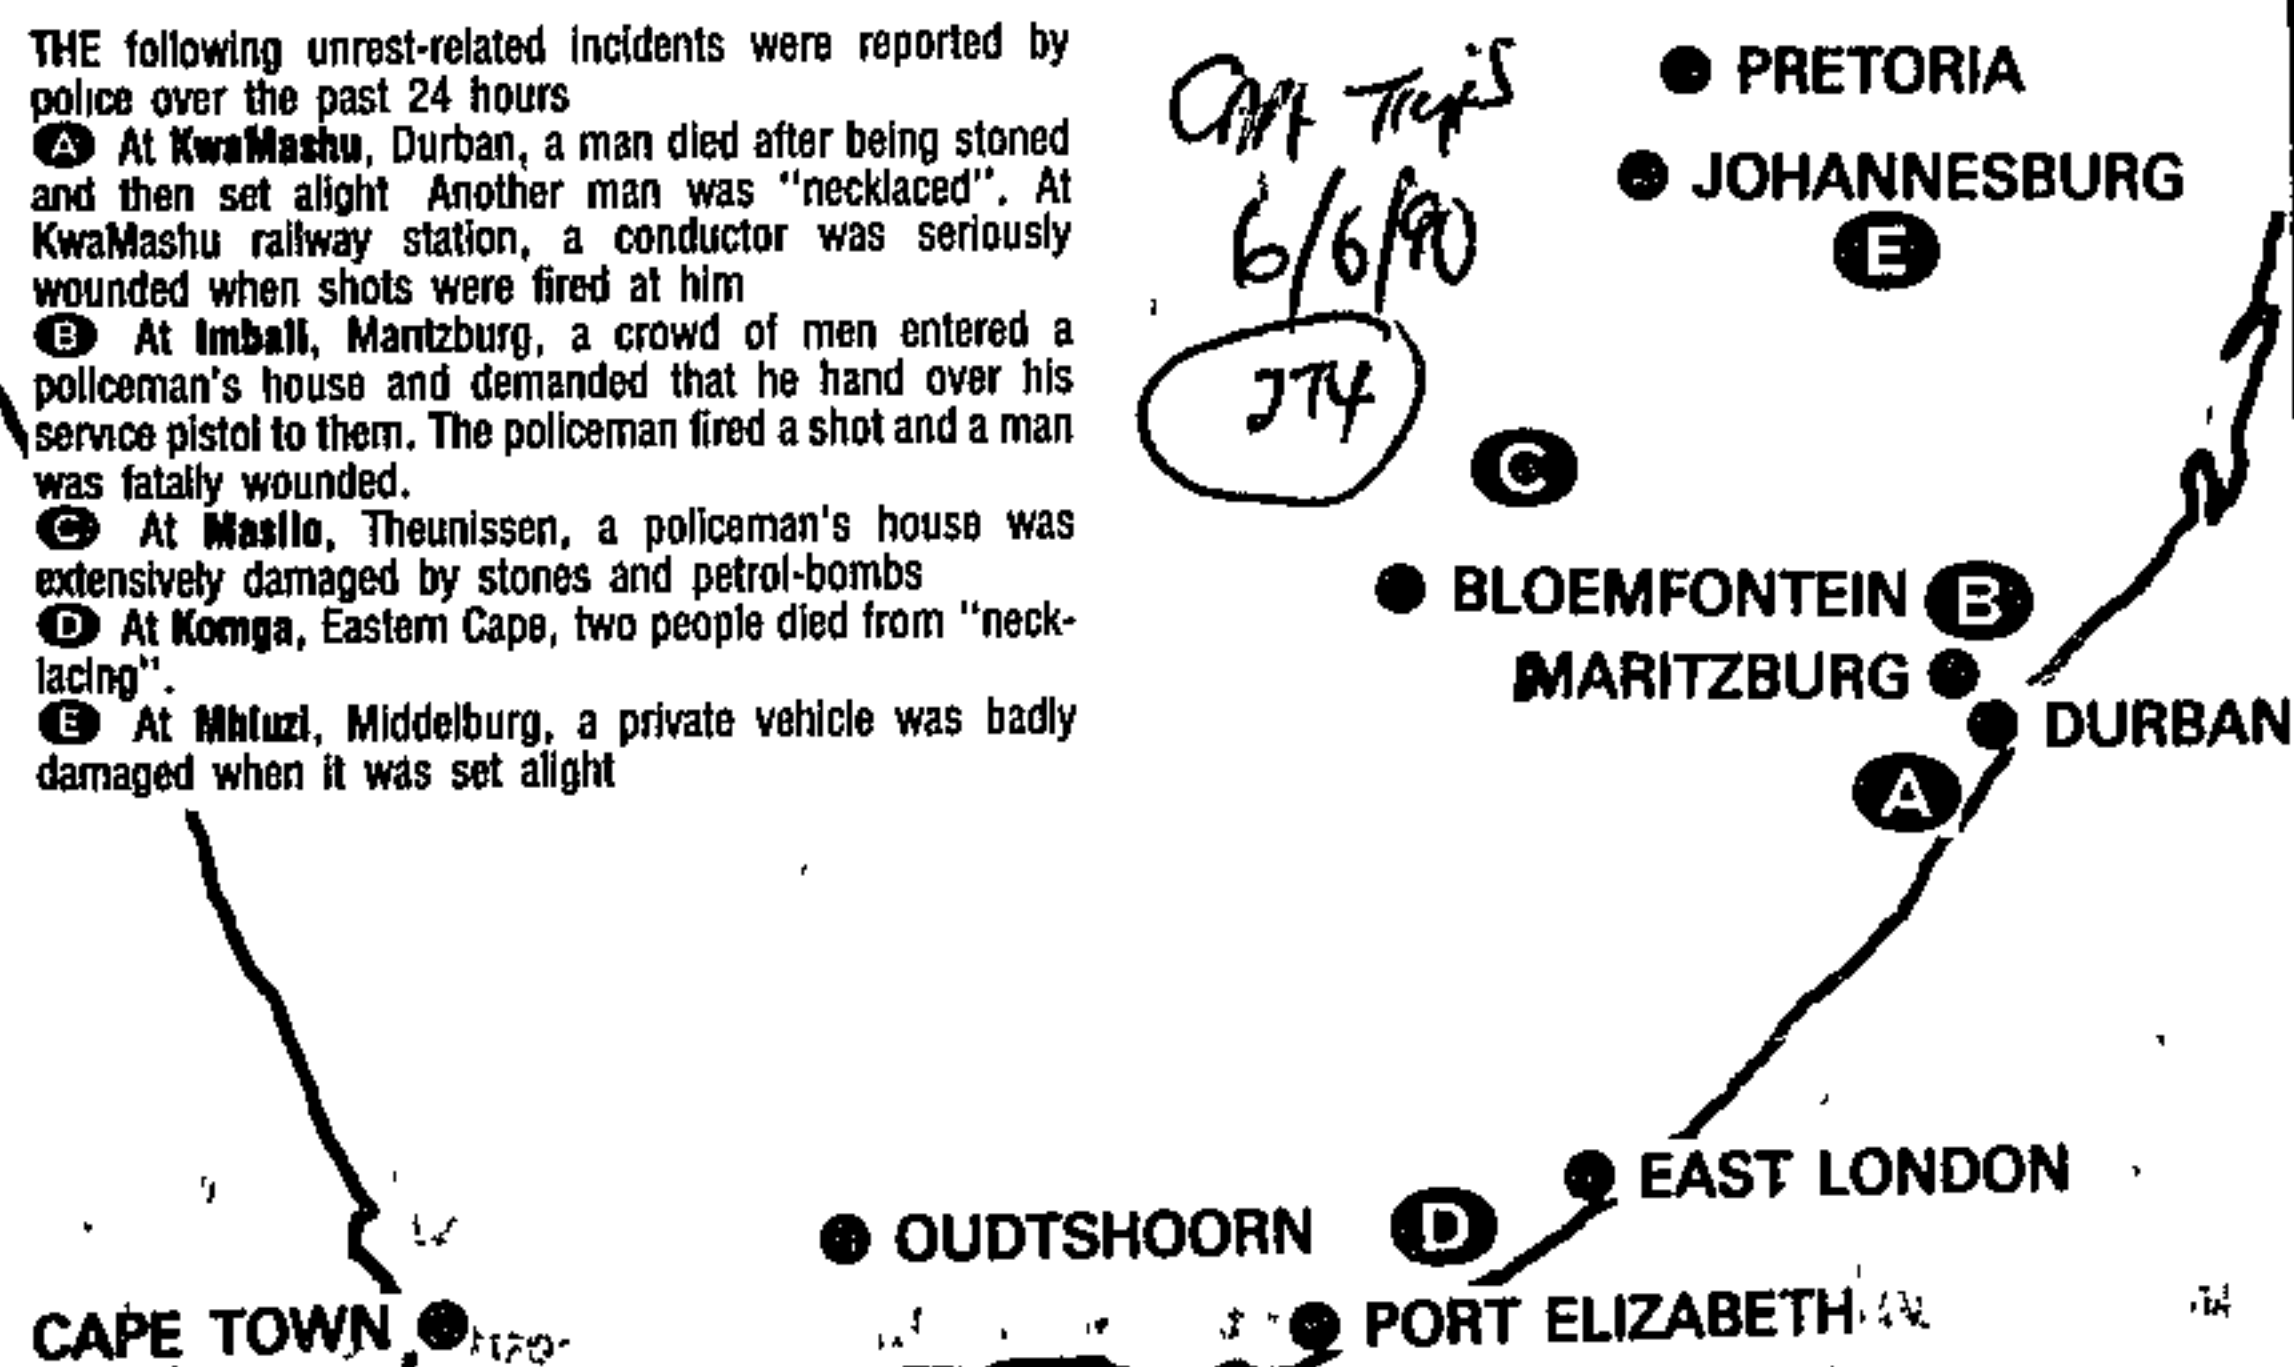 THE following unrest-related incidents were reported by
police over the past 24 hours
A At KwaMashu, Durban, a man died after being stoned
and then set alight Another man was "necklaced". At
KwaMashu railway station, a conductor was seriously
wounded when shots were fired at him
B At Imbali, Maritzburg, a crowd of men entered a
policeman's house and demanded that he hand over his
service pistol to them. The policeman fired a shot and a man
was fatally wounded.
C At Masilo, Theunissen, a policeman's house was
extensively damaged by stones and petrol-bombs
D At Komga, Eastern Cape, two people died from "neck-
lacing".
E At Mhluzi, Middelburg, a private vehicle was badly
damaged when it was set alight
6/6/90
274
PRETORIA
JOHANNESBURG
E
C
BLOEMFONTEIN B
MARITZBURG
DURBAN
A
EAST LONDON
OUDTSHOORN D
CAPE TOWN
PORT ELIZABETH